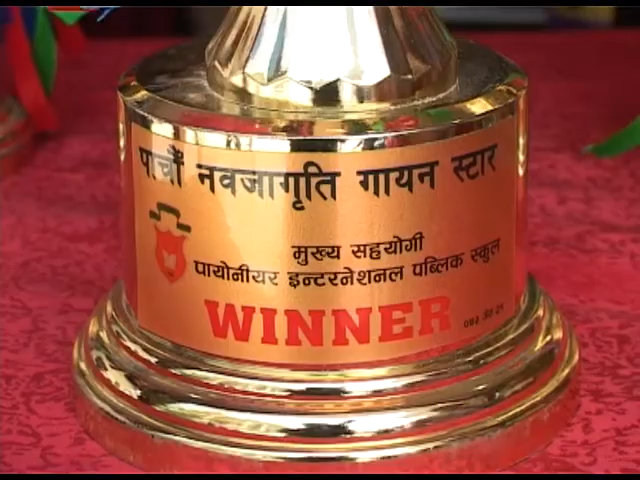 पाचौँ नवजागृति गायन स्टार
मुख्य सहयोगी
पायोनीयर इन्टरनेशनल पब्लिक स्कुल
WINNER